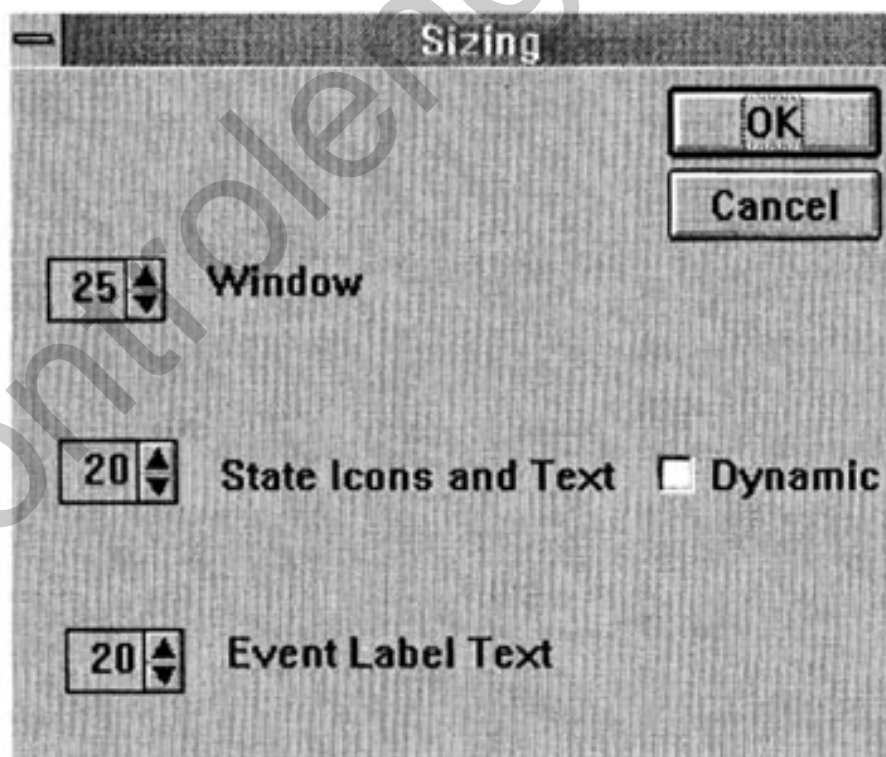 Sizing
OK
Cancel
25 Window
20 State Icons and Text Dynamic
20 Event Label Text